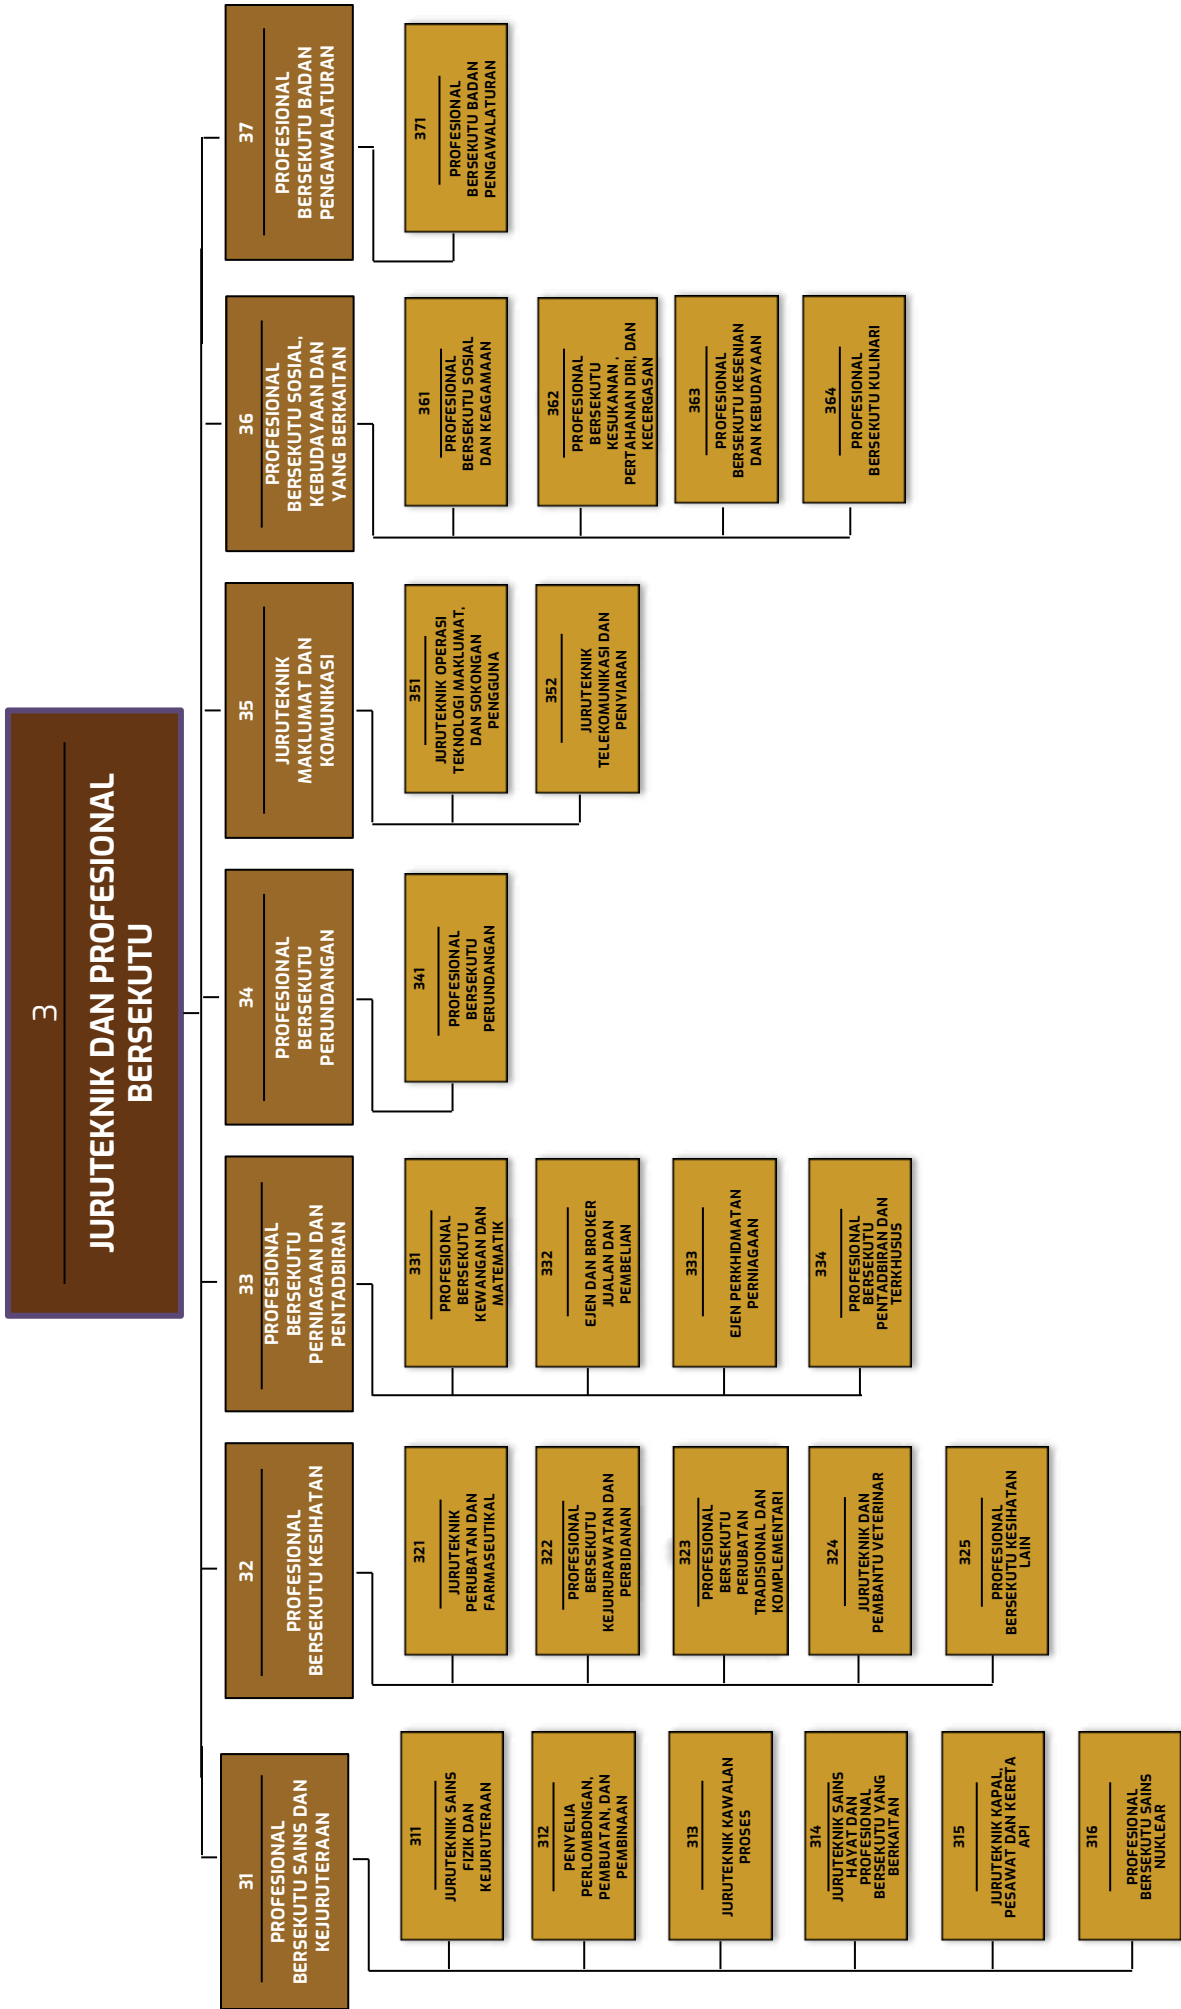 3
JURUTEKNIK DAN PROFESIONAL
BERSEKUTU
31
PROFESIONAL
BERSEKUTU SAINS DAN
KEJURUTERAAN
311
JURUTEKNIK SAINS
FIZIK DAN
KEJURUTERAAN
312
PENYELIA
PERLOMBONGAN,
PEMBUATAN, DAN
PEMBINAAN
313
JURUTEKNIK KAWALAN
PROSES
314
JURUTEKNIK SAINS
HAYAT DAN
PROFESIONAL
BERSEKUTU YANG
BERKAITAN
315
JURUTEKNIK KAPAL,
PESAWAT DAN KERETA
API
316
PROFESIONAL
BERSEKUTU SAINS
NUKLEAR
32
PROFESIONAL
BERSEKUTU KESIHATAN
321
JURUTEKNIK
PERUBATAN DAN
FARMASEUTIKAL
322
PROFESIONAL
BERSEKUTU
KEJURURAWATAN DAN
PERBIDANAN
323
PROFESIONAL
BERSEKUTU
PERUBATAN
TRADISIONAL DAN
KOMPLEMENTARI
324
JURUTEKNIK DAN
PEMBANTU VETERINAR
325
PROFESIONAL
BERSEKUTU KESIHATAN
LAIN
33
PROFESIONAL
BERSEKUTU
PERNIAGAAN DAN
PENTADBIRAN
331
PROFESIONAL
BERSEKUTU
KEWANGAN DAN
MATEMATIK
332
EJEN DAN BROKER
JUALAN DAN
PEMBELIAN
333
EJEN PERKHIDMATAN
PERNIAGAAN
334
PROFESIONAL
BERSEKUTU
PENTADBIRAN DAN
TERKHUSUS
34
PROFESIONAL
BERSEKUTU
PERUNDANGAN
341
PROFESIONAL
BERSEKUTU
PERUNDANGAN
35
JURUTEKNIK
MAKLUMAT DAN
KOMUNIKASI
351
JURUTEKNIK OPERASI
TEKNOLOGI MAKLUMAT,
DAN SOKONGAN
PENGGUNA
352
JURUTEKNIK
TELEKOMUNIKASI DAN
PENYIARAN
36
PROFESIONAL
BERSEKUTU SOSIAL,
KEBUDAYAAN DAN
YANG BERKAITAN
361
PROFESIONAL
BERSEKUTU SOSIAL
DAN KEAGAMAAN
362
PROFESIONAL
BERSEKUTU
KESUKANAN ,
PERTAHANAN DIRI, DAN
KECERGASAN
363
PROFESIONAL
BERSEKUTU KESENIAN
DAN KEBUDAYAAN
364
PROFESIONAL
BERSEKUTU KULINARI
37
PROFESIONAL
BERSEKUTU BADAN
PENGAWALATURAN
371
PROFESIONAL
BERSEKUTU BADAN
PENGAWALATURAN